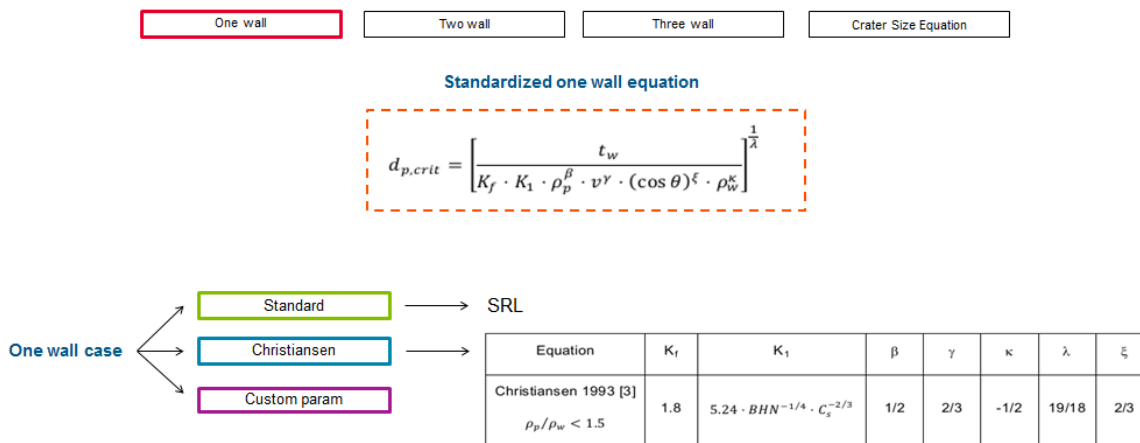 One wall Two wall Three wall Crater Size Equation
Standardized one wall equation
d_{p,crit} = [ t_w / (K_f · K_1 · ρ_p^β · v^γ · (cos θ)^ξ · ρ_w^κ) ]^{1/λ}
Standard SRL
One wall case Christiansen
Custom param
Equation K_f K_1 β γ κ λ ξ
Christiansen 1993 [3] 1.8 5.24 · BHN^{-1/4} · C_s^{-2/3} 1/2 2/3 -1/2 19/18 2/3
ρ_p/ρ_w < 1.5